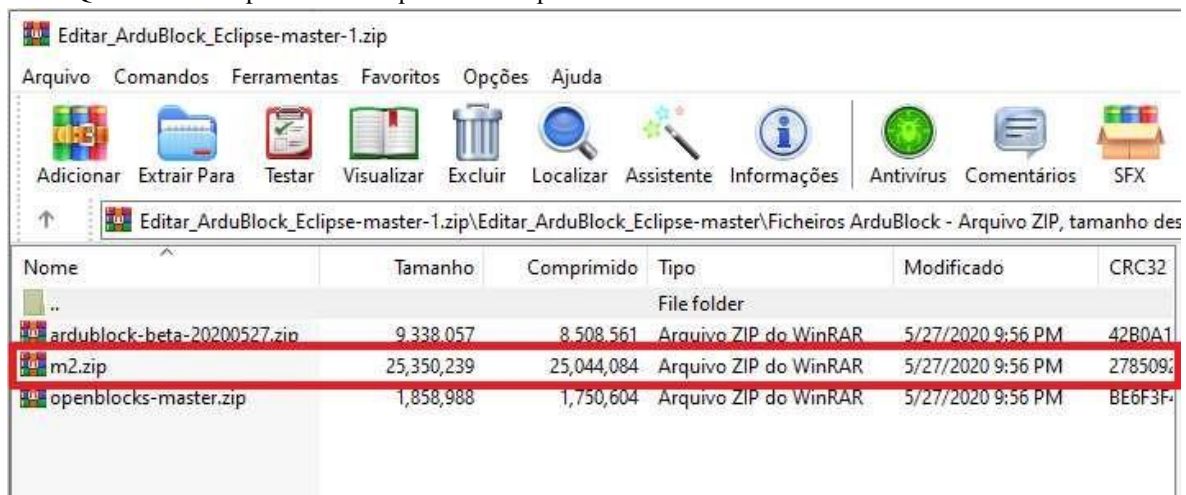 Editar_ArduBlock_Eclipse-master-1.zip
Arquivo Comandos Ferramentas Favoritos Opções Ajuda
Adicionar Extrair Para Testar Visualizar Excluir Localizar Assistente Informações Antivírus Comentários SFX
Editar_ArduBlock_Eclipse-master-1.zip\Editar_ArduBlock_Eclipse-master\Ficheiros ArduBlock - Arquivo ZIP, tamanho des
Nome Tamanho Comprimido Tipo Modificado CRC32
.. File folder
ardublock-beta-20200527.zip 9,338,057 8,508,561 Arquivo ZIP do WinRAR 5/27/2020 9:56 PM 42B0A1
m2.zip 25,350,239 25,044,084 Arquivo ZIP do WinRAR 5/27/2020 9:56 PM 2785092
openblocks-master.zip 1,858,988 1,750,604 Arquivo ZIP do WinRAR 5/27/2020 9:56 PM BE6F3F